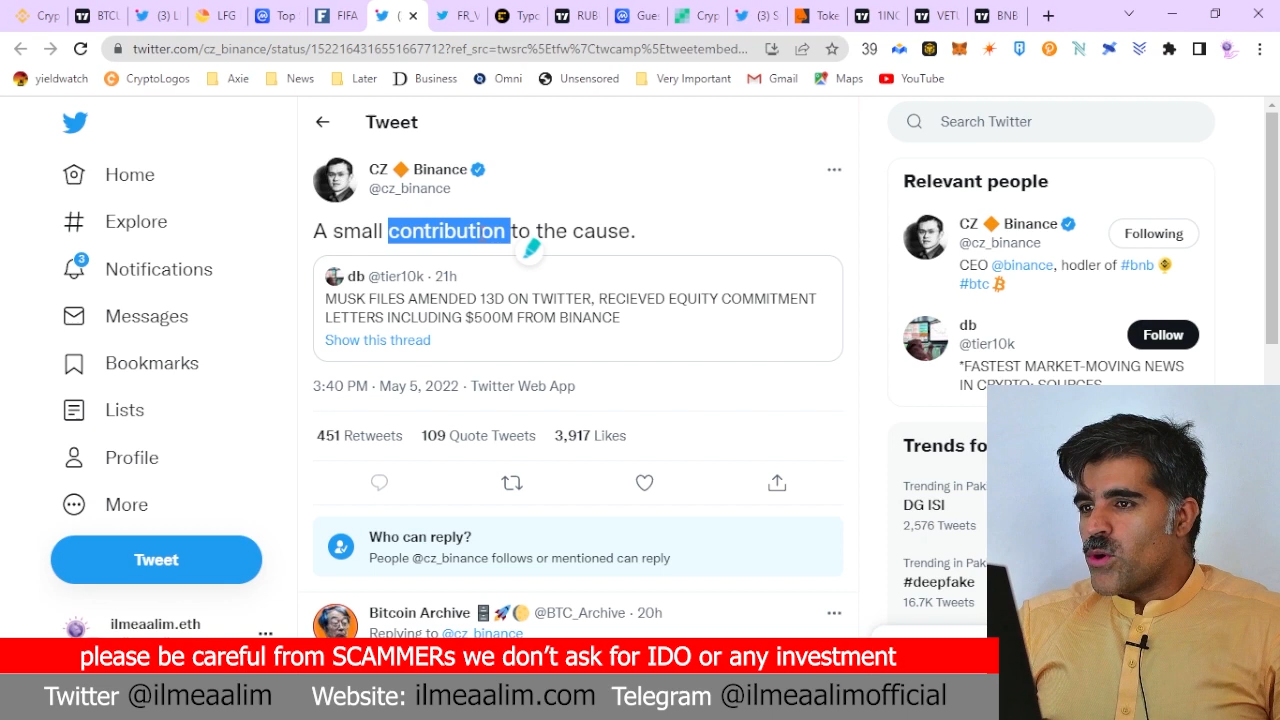 BTCU
(3)
LFG
Top
FINI
(
FR_V
Typc
RUB
Gue
Cryp
(3) S
Toke
1INC
VETU
BNB
twitter.com/cz_binance/status/1522164316551667712?ref_src=twsrc%5Etfw%7Ctwcamp%5Etweetembed...
39
yieldwatch
CryptoLogos
Axie
News
Later
Business
Omni
Unsensored
Very Important
Gmail
Maps
YouTube
Home
Explore
3
Notifications
Messages
Bookmarks
Lists
Profile
More
Tweet
ilmeaalim.eth
Tweet
CZ 🔶 Binance
@cz_binance
A small contribution to the cause.
db @tier10k · 21h
MUSK FILES AMENDED 13D ON TWITTER, RECIEVED EQUITY COMMITMENT
LETTERS INCLUDING $500M FROM BINANCE
Show this thread
3:40 PM · May 5, 2022 · Twitter Web App
451 Retweets 109 Quote Tweets 3,917 Likes
Who can reply?
People @cz_binance follows or mentioned can reply
Bitcoin Archive 🗄🚀🌕 @BTC_Archive · 20h
Replying to @cz_binance
Search Twitter
Relevant people
CZ 🔶 Binance
@cz_binance
Following
CEO @binance, hodler of #bnb
#btc
db
@tier10k
Follow
*FASTEST MARKET-MOVING NEWS
IN CRYPTO; SOURCES
Trends fo
Trending in Pak
DG ISI
2,576 Tweets
Trending in Pak
#deepfake
16.7K Tweets
please be careful from SCAMMERs we don't ask for IDO or any investment
Twitter @ilmeaalim Website: ilmeaalim.com Telegram @ilmeaalimofficial